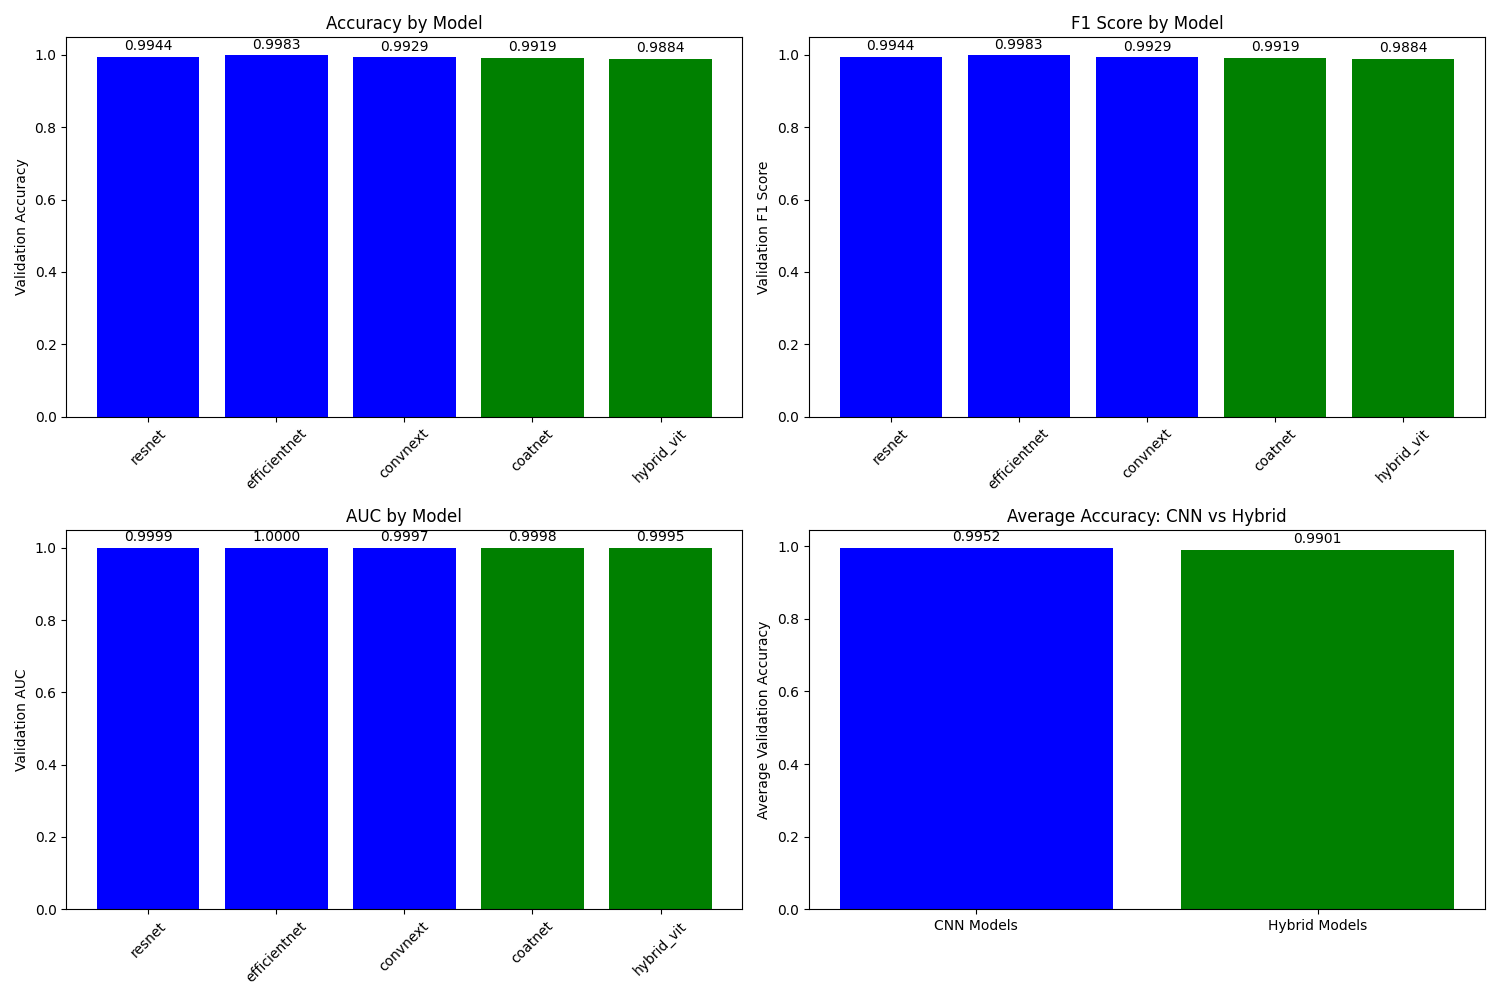 Accuracy by Model
Validation Accuracy
1.0
0.8
0.6
0.4
0.2
0.0
0.9944
0.9983
0.9929
0.9919
0.9884
resnet
efficientnet
convnext
coatnet
hybrid_vit
F1 Score by Model
Validation F1 Score
1.0
0.8
0.6
0.4
0.2
0.0
0.9944
0.9983
0.9929
0.9919
0.9884
resnet
efficientnet
convnext
coatnet
hybrid_vit
AUC by Model
Validation AUC
1.0
0.8
0.6
0.4
0.2
0.0
0.9999
1.0000
0.9997
0.9998
0.9995
resnet
efficientnet
convnext
coatnet
hybrid_vit
Average Accuracy: CNN vs Hybrid
Average Validation Accuracy
1.0
0.8
0.6
0.4
0.2
0.0
0.9952
0.9901
CNN Models
Hybrid Models